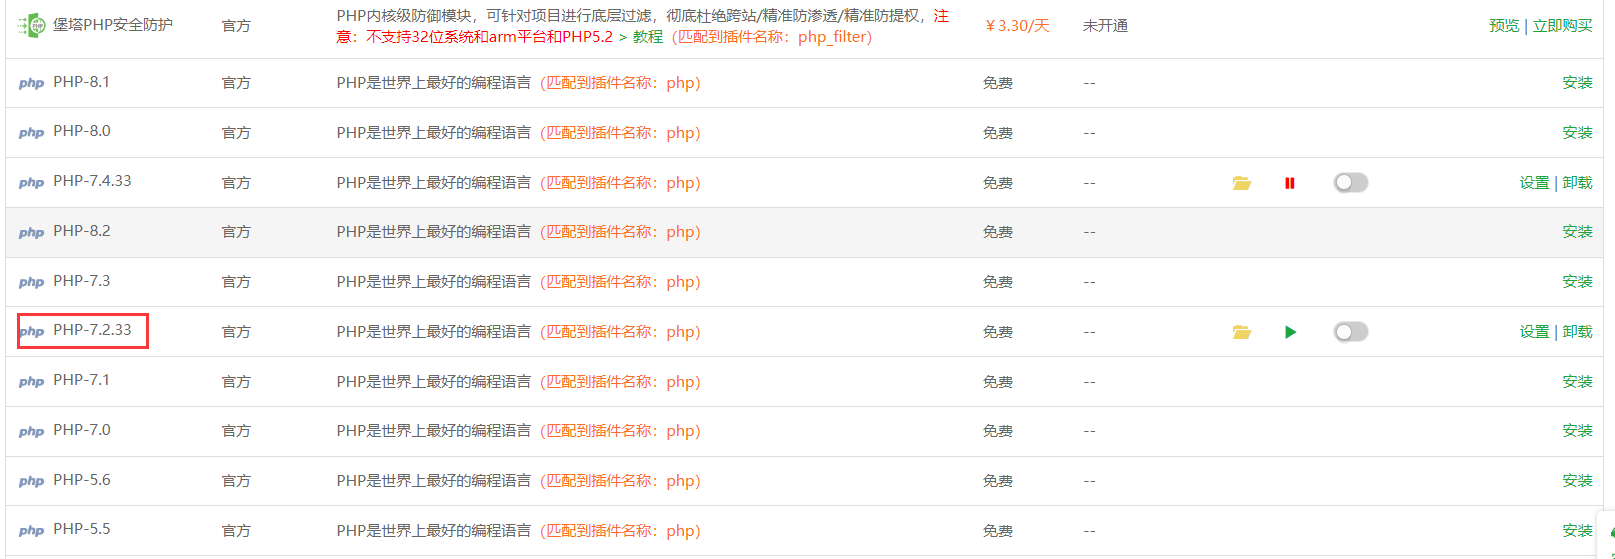 堡塔PHP安全防护 官方 PHP内核级防御模块，可针对项目进行底层过滤，彻底杜绝跨站/精准防渗透/精准防提权，注
意：不支持32位系统和arm平台和PHP5.2 > 教程（匹配到插件名称：php_filter） ￥3.30/天 未开通 预览 | 立即购买
php PHP-8.1 官方 PHP是世界上最好的编程语言（匹配到插件名称：php） 免费 -- 安装
php PHP-8.0 官方 PHP是世界上最好的编程语言（匹配到插件名称：php） 免费 -- 安装
php PHP-7.4.33 官方 PHP是世界上最好的编程语言（匹配到插件名称：php） 免费 -- 设置 | 卸载
php PHP-8.2 官方 PHP是世界上最好的编程语言（匹配到插件名称：php） 免费 -- 安装
php PHP-7.3 官方 PHP是世界上最好的编程语言（匹配到插件名称：php） 免费 -- 安装
php PHP-7.2.33 官方 PHP是世界上最好的编程语言（匹配到插件名称：php） 免费 -- 设置 | 卸载
php PHP-7.1 官方 PHP是世界上最好的编程语言（匹配到插件名称：php） 免费 -- 安装
php PHP-7.0 官方 PHP是世界上最好的编程语言（匹配到插件名称：php） 免费 -- 安装
php PHP-5.6 官方 PHP是世界上最好的编程语言（匹配到插件名称：php） 免费 -- 安装
php PHP-5.5 官方 PHP是世界上最好的编程语言（匹配到插件名称：php） 免费 -- 安装